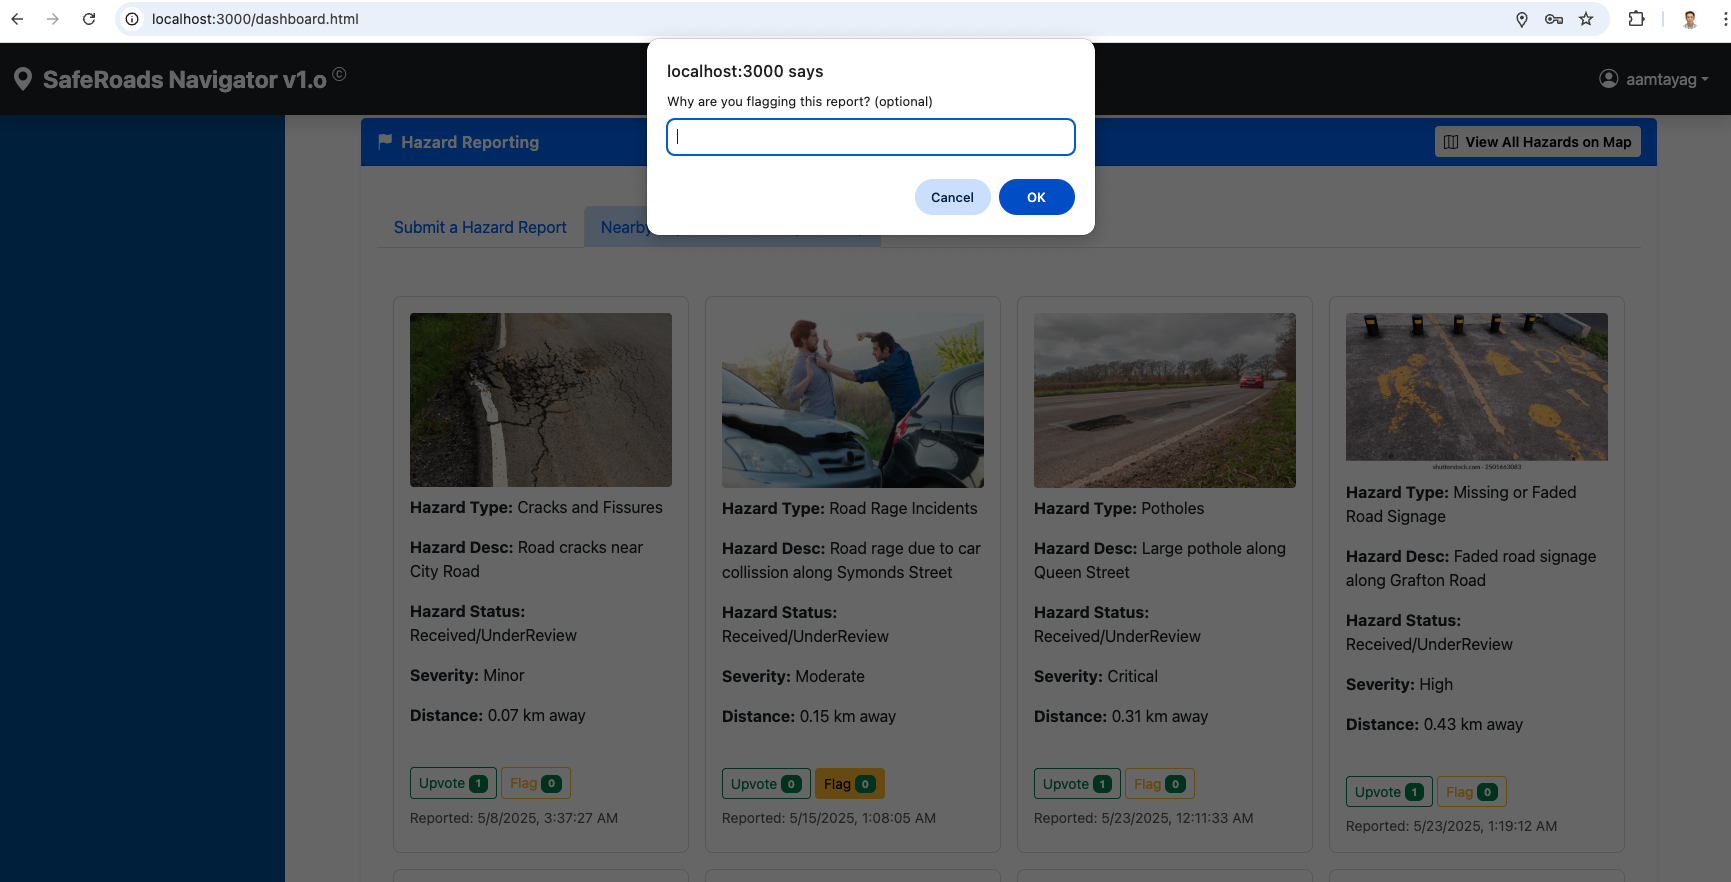 localhost:3000/dashboard.html
SafeRoads Navigator v1.o ©
aamtayag
localhost:3000 says
Why are you flagging this report? (optional)
Cancel
OK
Hazard Reporting
View All Hazards on Map
Submit a Hazard Report
Nearby
Hazard Type: Cracks and Fissures
Hazard Desc: Road cracks near
City Road
Hazard Status:
Received/UnderReview
Severity: Minor
Distance: 0.07 km away
Upvote 1
Flag 0
Reported: 5/8/2025, 3:37:27 AM
Hazard Type: Road Rage Incidents
Hazard Desc: Road rage due to car
collission along Symonds Street
Hazard Status:
Received/UnderReview
Severity: Moderate
Distance: 0.15 km away
Upvote 0
Flag 0
Reported: 5/15/2025, 1:08:05 AM
Hazard Type: Potholes
Hazard Desc: Large pothole along
Queen Street
Hazard Status:
Received/UnderReview
Severity: Critical
Distance: 0.31 km away
Upvote 1
Flag 0
Reported: 5/23/2025, 12:11:33 AM
shutterstock.com · 2501663083
Hazard Type: Missing or Faded
Road Signage
Hazard Desc: Faded road signage
along Grafton Road
Hazard Status:
Received/UnderReview
Severity: High
Distance: 0.43 km away
Upvote 1
Flag 0
Reported: 5/23/2025, 1:19:12 AM